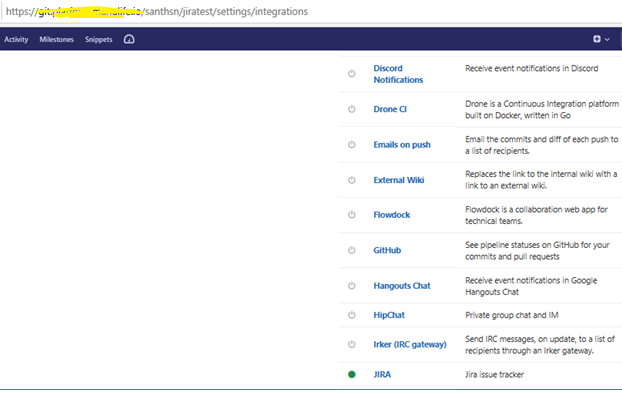 https:// /santhsn/jiratest/settings/integrations
Activity Milestones Snippets
Discord
Notifications
Receive event notifications in Discord
Drone CI
Drone is a Continuous Integration platform
built on Docker, written in Go
Emails on push
Email the commits and diff of each push to
a list of recipients.
External Wiki
Replaces the link to the internal wiki with a
link to an external wiki.
Flowdock
Flowdock is a collaboration web app for
technical teams.
GitHub
See pipeline statuses on GitHub for your
commits and pull requests
Hangouts Chat
Receive event notifications in Google
Hangouts Chat
HipChat
Private group chat and IM
Irker (IRC gateway)
Send IRC messages, on update, to a list of
recipients through an Irker gateway.
JIRA
Jira issue tracker